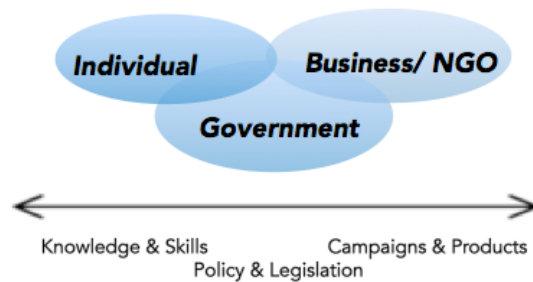 Individual
Business/ NGO
Government
Knowledge & Skills
Campaigns & Products
Policy & Legislation